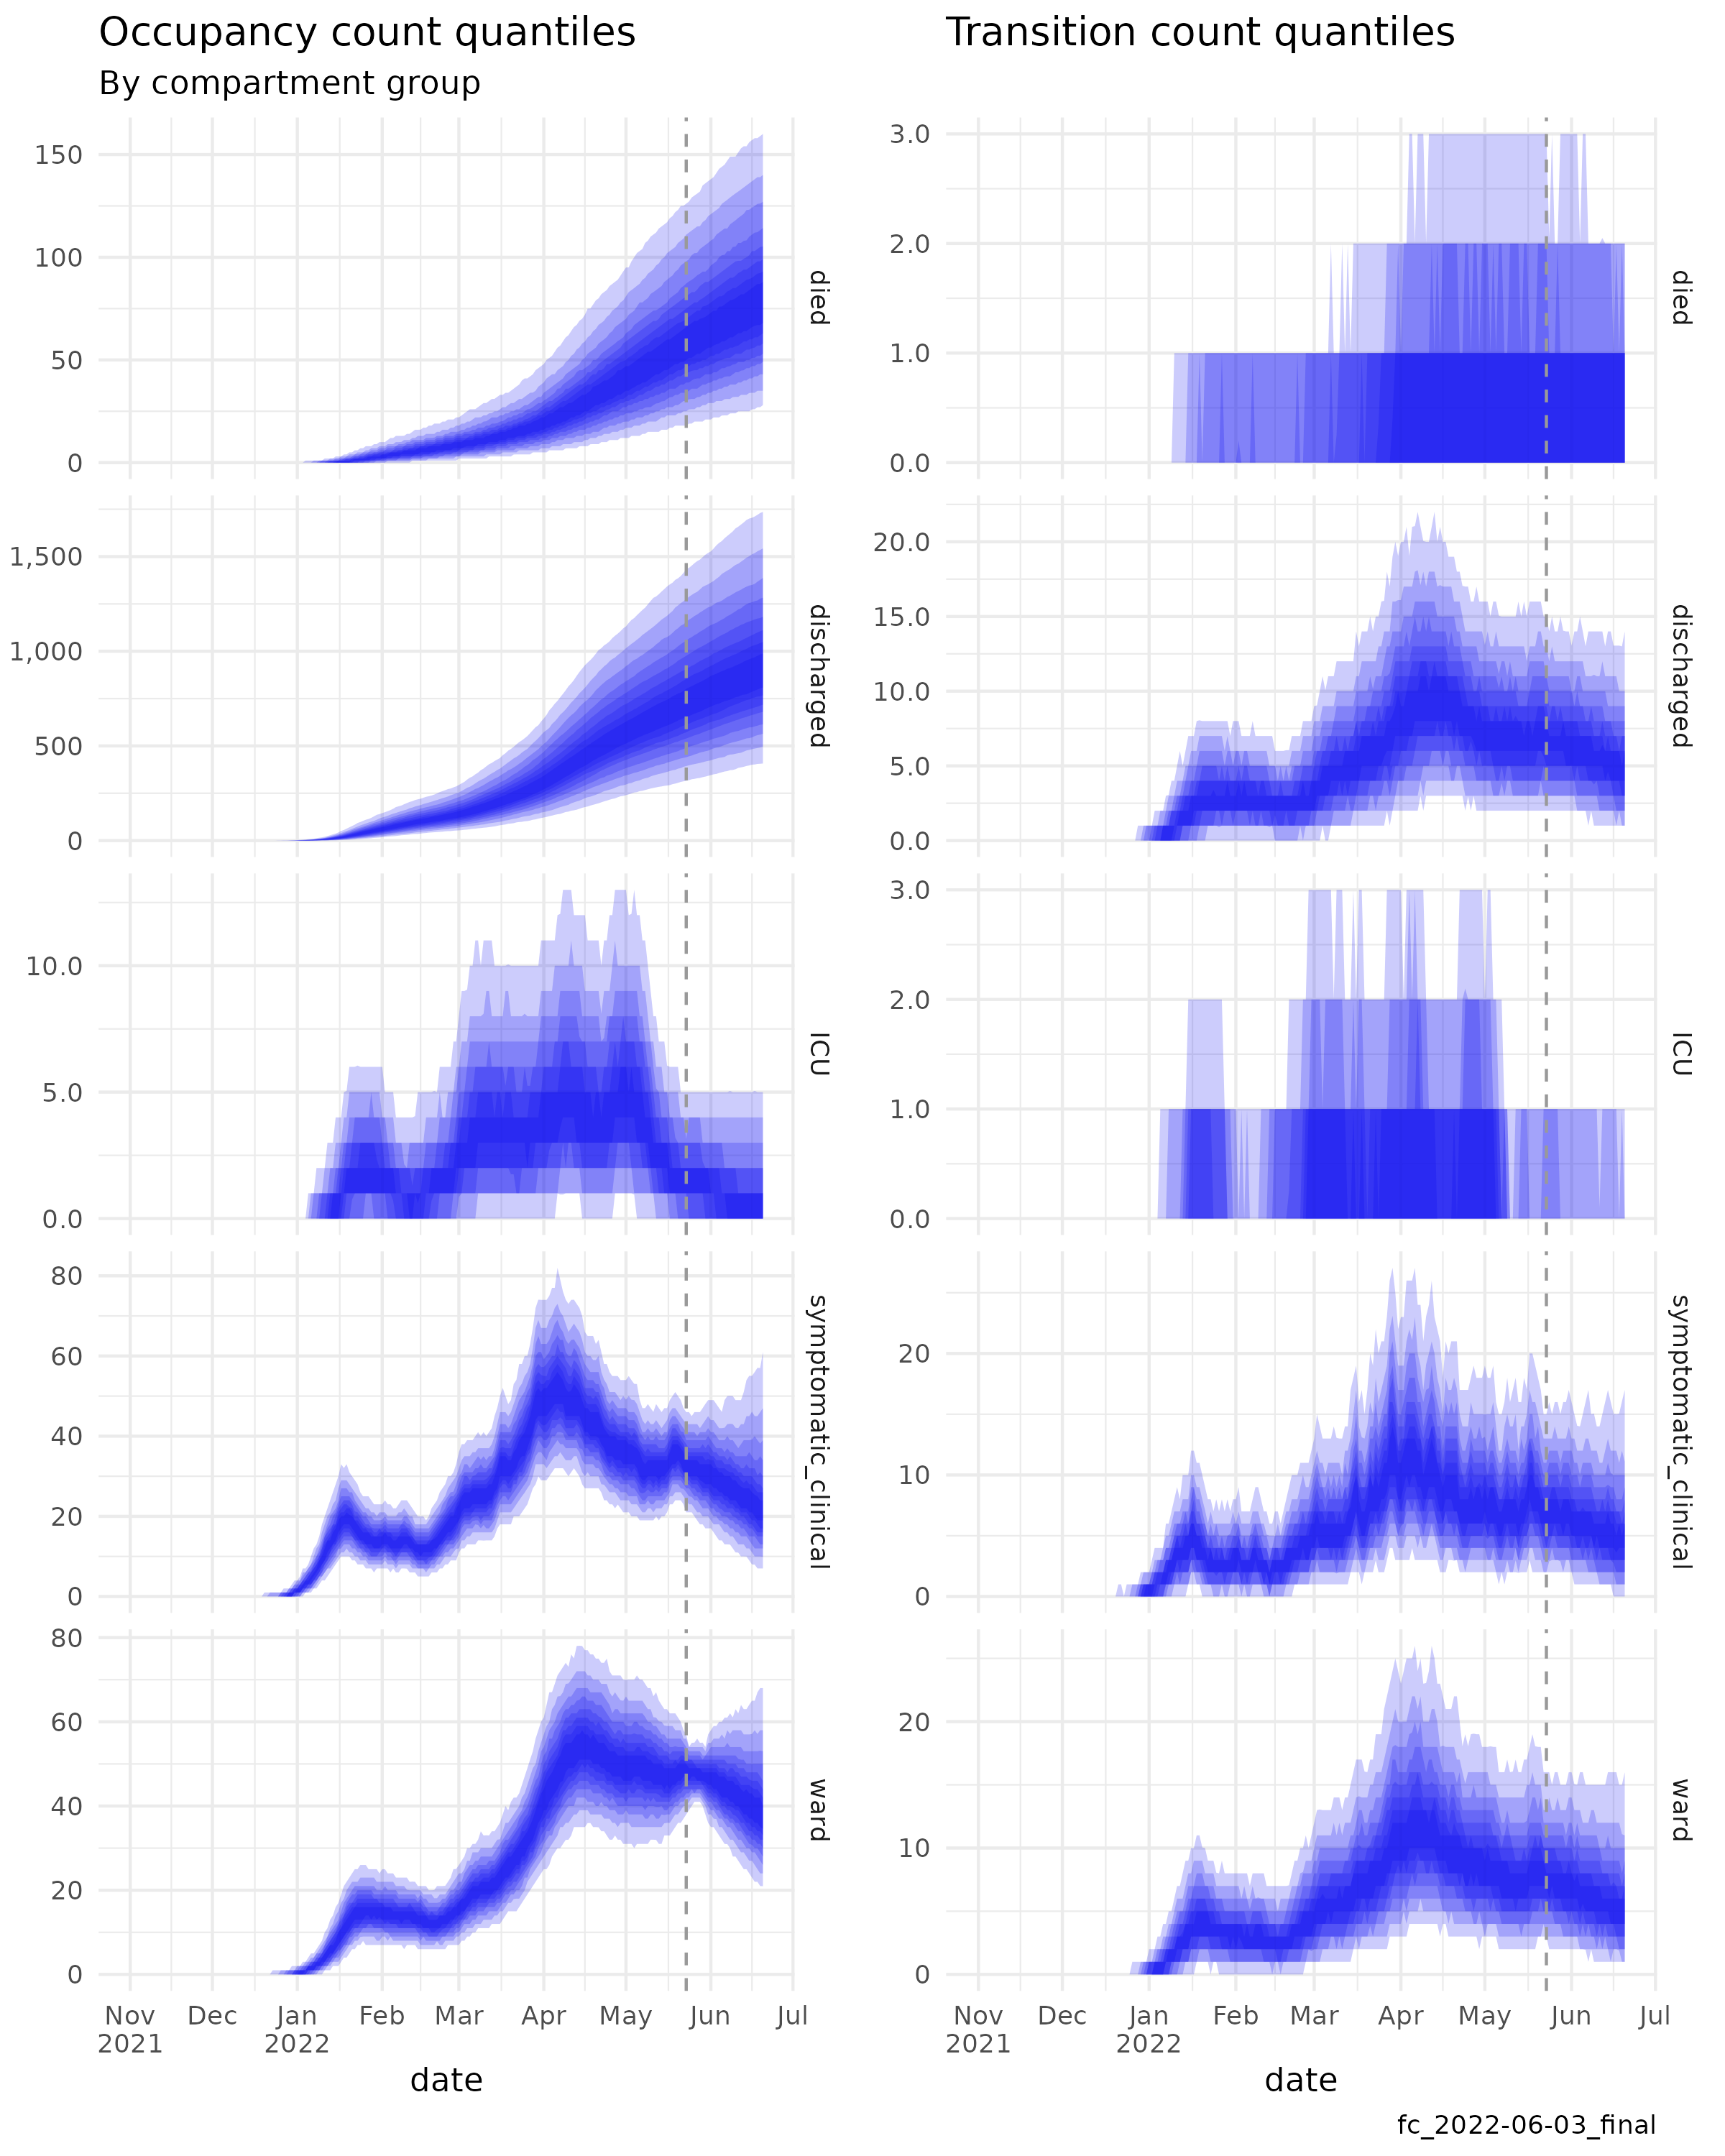 Occupancy count quantiles
By compartment group
150
100
50
0
died
1,500
1,000
500
0
discharged
10.0
5.0
0.0
ICU
80
60
40
20
0
symptomatic_clinical
80
60
40
20
0
ward
Nov Dec Jan Feb Mar Apr May Jun Jul
2021 2022
date
Transition count quantiles
3.0
2.0
1.0
0.0
died
20.0
15.0
10.0
5.0
0.0
discharged
3.0
2.0
1.0
0.0
ICU
20
10
0
symptomatic_clinical
20
10
0
ward
Nov Dec Jan Feb Mar Apr May Jun Jul
2021 2022
date
fc_2022-06-03_final